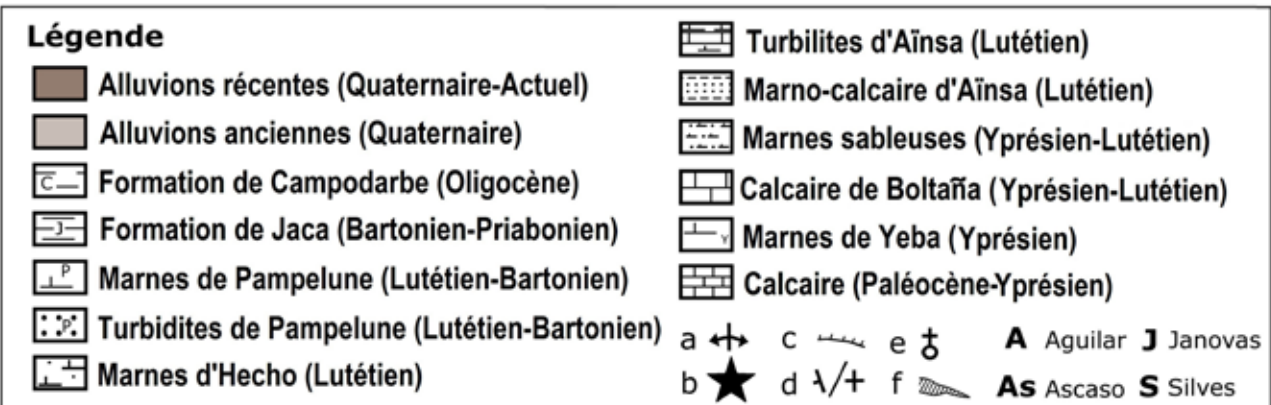 Légende
Alluvions récentes (Quaternaire-Actuel)
Alluvions anciennes (Quaternaire)
C Formation de Campodarbe (Oligocène)
J Formation de Jaca (Bartonien-Priabonien)
P Marnes de Pampelune (Lutétien-Bartonien)
P Turbidites de Pampelune (Lutétien-Bartonien)
Marnes d'Hecho (Lutétien)
Turbilites d'Aïnsa (Lutétien)
Marno-calcaire d'Aïnsa (Lutétien)
Marnes sableuses (Yprésien-Lutétien)
Calcaire de Boltaña (Yprésien-Lutétien)
Y Marnes de Yeba (Yprésien)
Calcaire (Paléocène-Yprésien)
a c e A Aguilar J Janovas
b d f As Ascaso S Silves